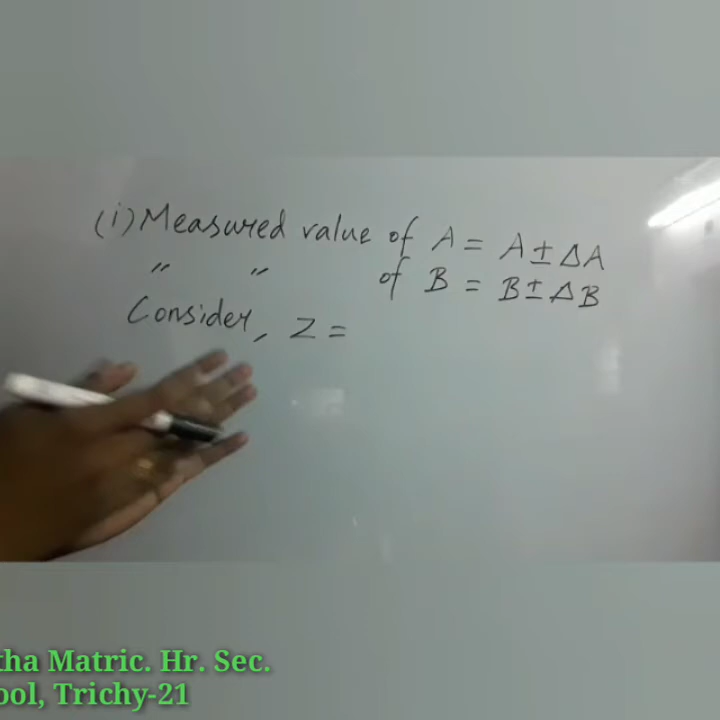 (i) Measured value of A = A ± ΔA
〃 〃 of B = B ± ΔB
Consider, Z =
tha Matric. Hr. Sec.
ool, Trichy-21